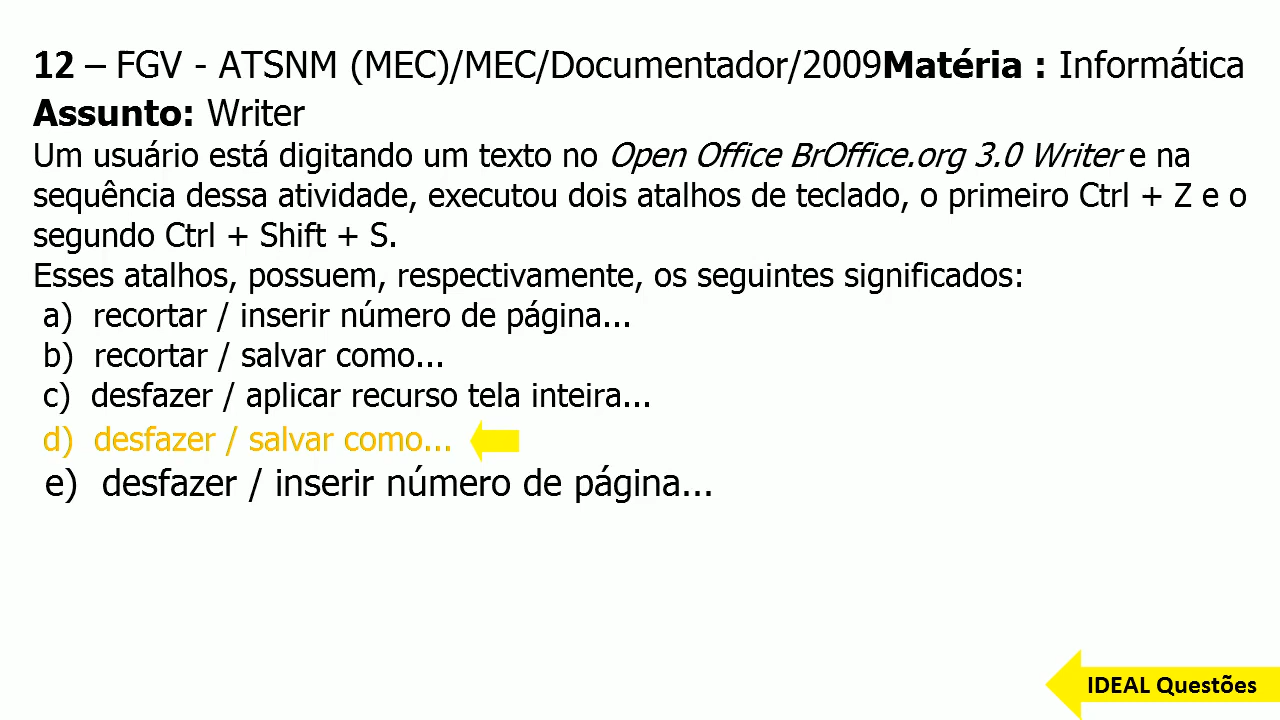 12 – FGV - ATSNM (MEC)/MEC/Documentador/2009Matéria : Informática
Assunto: Writer
Um usuário está digitando um texto no Open Office BrOffice.org 3.0 Writer e na
sequência dessa atividade, executou dois atalhos de teclado, o primeiro Ctrl + Z e o
segundo Ctrl + Shift + S.
Esses atalhos, possuem, respectivamente, os seguintes significados:
a) recortar / inserir número de página...
b) recortar / salvar como...
c) desfazer / aplicar recurso tela inteira...
d) desfazer / salvar como...
e) desfazer / inserir número de página...
IDEAL Questões